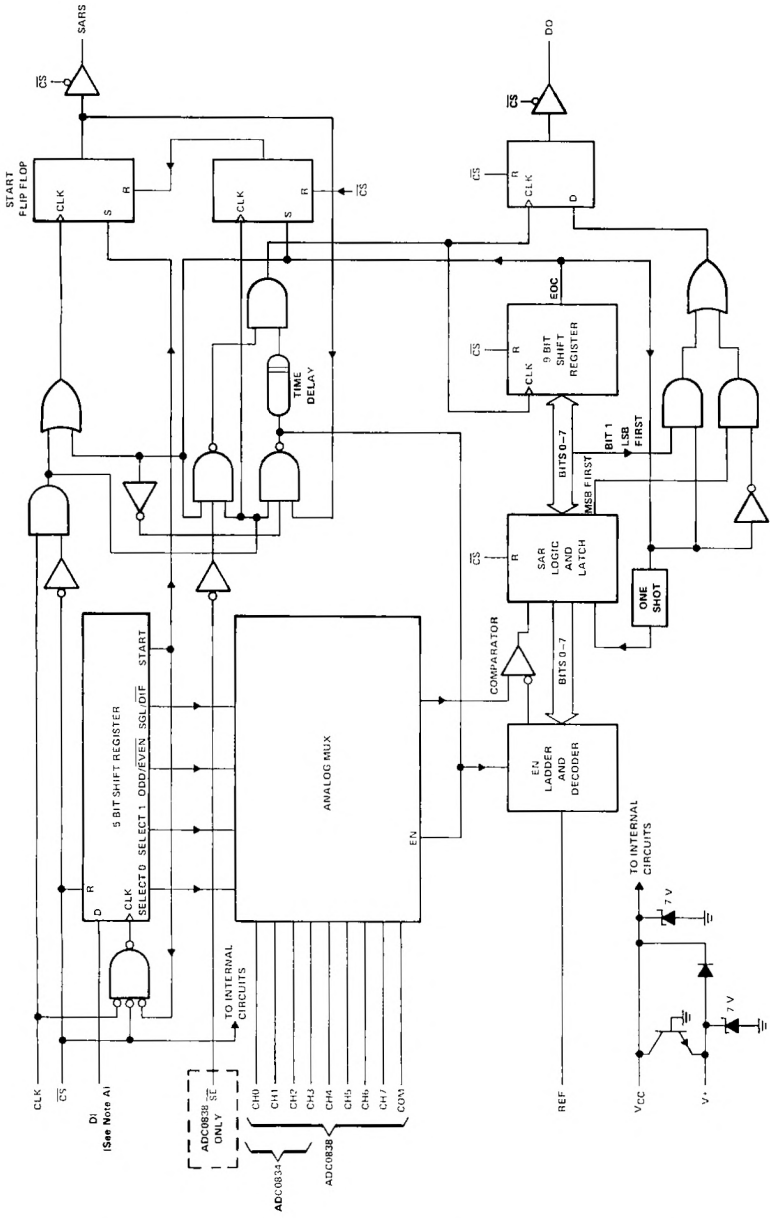 CLK
CS
DI
(See Note A)
D
R
5 BIT SHIFT REGISTER
CLK
SELECT 0
SELECT 1
ODD/EVEN
SGL/DIF
START
START
FLIP FLOP
CLK
S
R
CS
SARS
CLK
S
R
CS
TIME
DELAY
ADC0838
ONLY
SE
TO INTERNAL
CIRCUITS
CH0
CH1
CH2
CH3
CH4
CH5
CH6
CH7
COM
ADC0834
ADC0838
ANALOG MUX
EN
COMPARATOR
REF
EN
LADDER
AND
DECODER
BITS 0–7
CS
R
SAR
LOGIC
AND
LATCH
ONE
SHOT
MSB FIRST
BITS 0–7
BIT 1
LSB
FIRST
CS
R
CLK
9 BIT
SHIFT
REGISTER
EOC
CS
R
CLK
D
CS
DO
VCC
V+
7 V
7 V
TO INTERNAL
CIRCUITS